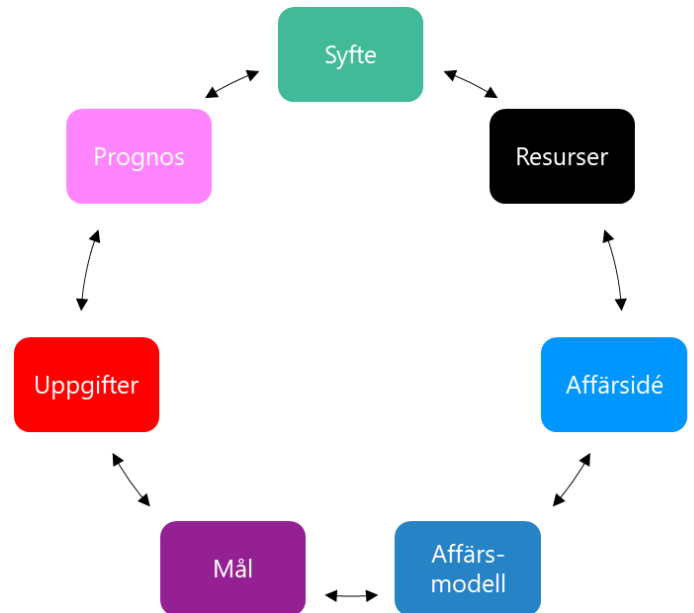 Syfte
Prognos
Resurser
Uppgifter
Affärsidé
Mål
Affärs-
modell